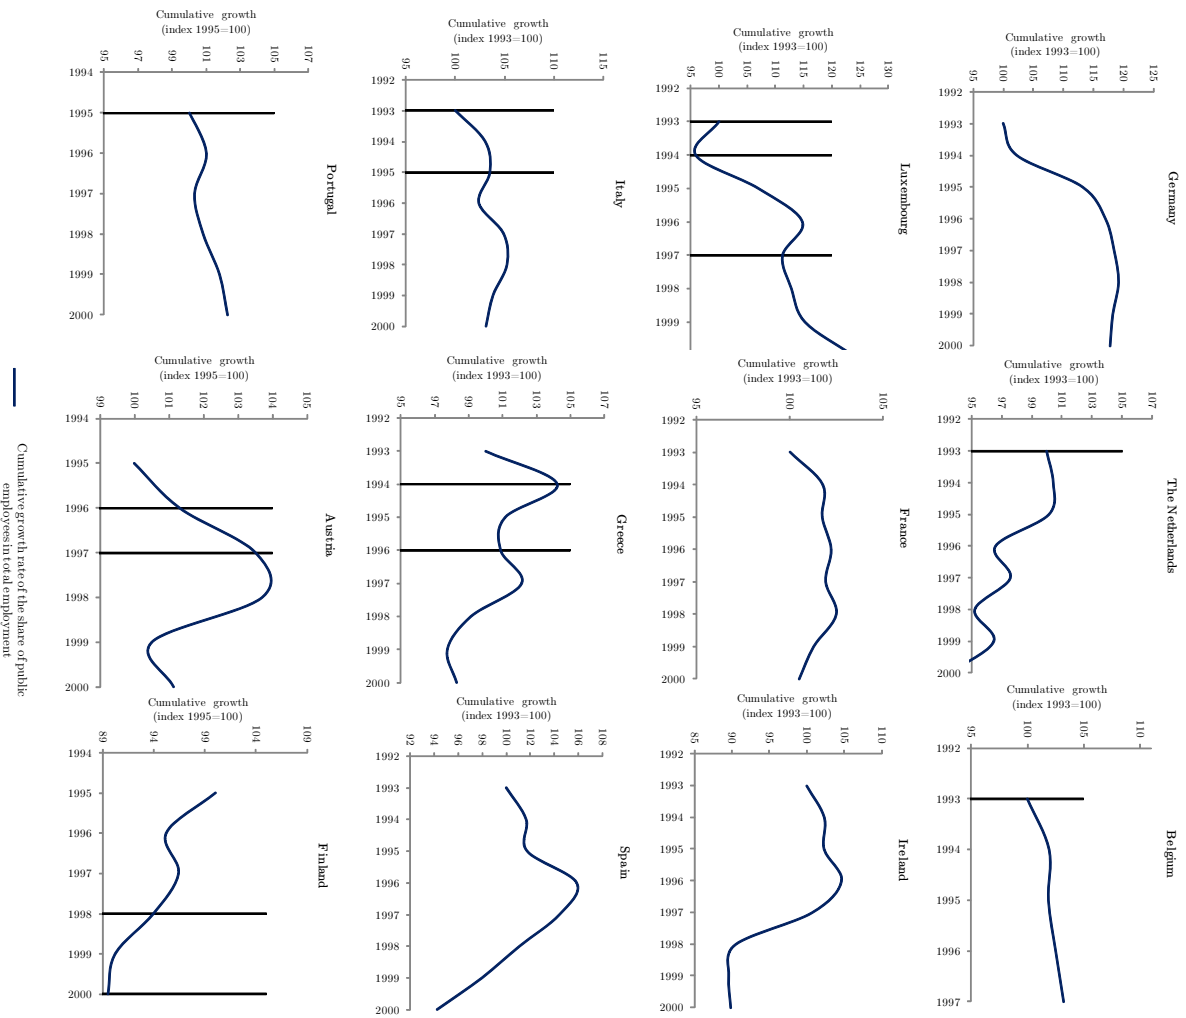 Cumulative growth
(index 1995=100)
95 97 99 101 103 105 107
1994
1995
1996
1997
1998
1999
2000
Portugal
Cumulative growth
(index 1993=100)
95 100 105 110 115
1992
1993
1994
1995
1996
1997
1998
1999
2000
Italy
Cumulative growth
(index 1993=100)
95 100 105 110 115 120 125 130
1992
1993
1994
1995
1996
1997
1998
1999
Luxembourg
Cumulative growth
(index 1993=100)
95 100 105 110 115 120 125
1992
1993
1994
1995
1996
1997
1998
1999
2000
Germany
Cumulative growth
(index 1995=100)
99 100 101 102 103 104 105
1994
1995
1996
1997
1998
1999
2000
Austria
Cumulative growth
(index 1993=100)
95 97 99 101 103 105 107
1992
1993
1994
1995
1996
1997
1998
1999
2000
Greece
Cumulative growth
(index 1993=100)
95 100 105
1992
1993
1994
1995
1996
1997
1998
1999
2000
France
Cumulative growth
(index 1993=100)
95 97 99 101 103 105 107
1992
1993
1994
1995
1996
1997
1998
1999
2000
The Netherlands
Cumulative growth
(index 1995=100)
89 94 99 104 109
1994
1995
1996
1997
1998
1999
2000
Finland
Cumulative growth
(index 1993=100)
92 94 96 98 100 102 104 106 108
1992
1993
1994
1995
1996
1997
1998
1999
2000
Spain
Cumulative growth
(index 1993=100)
85 90 95 100 105 110
1992
1993
1994
1995
1996
1997
1998
1999
2000
Ireland
Cumulative growth
(index 1993=100)
95 100 105 110
1992
1993
1994
1995
1996
1997
Belgium
Cumulative growth rate of the share of public
employees in total employment